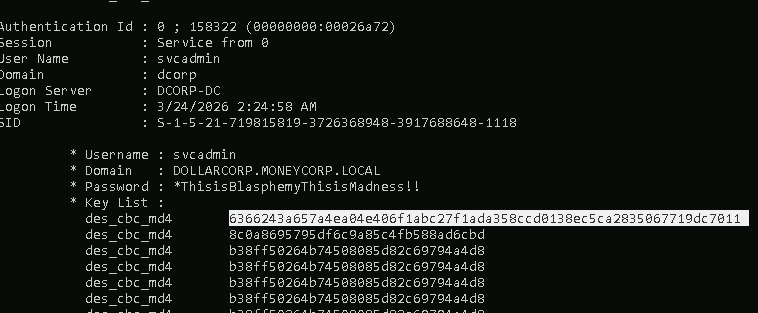 Authentication Id : 0 ; 158322 (00000000:00026a72)
Session           : Service from 0
User Name         : svcadmin
Domain            : dcorp
Logon Server      : DCORP-DC
Logon Time        : 3/24/2026 2:24:58 AM
SID               : S-1-5-21-719815819-3726368948-3917688648-1118
* Username : svcadmin
* Domain   : DOLLARCORP.MONEYCORP.LOCAL
* Password : *ThisisBlasphemyThisisMadness!!
* Key List :
des_cbc_md4       6366243a657a4ea04e406f1abc27f1ada358ccd0138ec5ca2835067719dc7011
des_cbc_md4       8c0a8695795df6c9a85c4fb588ad6cbd
des_cbc_md4       b38ff50264b74508085d82c69794a4d8
des_cbc_md4       b38ff50264b74508085d82c69794a4d8
des_cbc_md4       b38ff50264b74508085d82c69794a4d8
des_cbc_md4       b38ff50264b74508085d82c69794a4d8